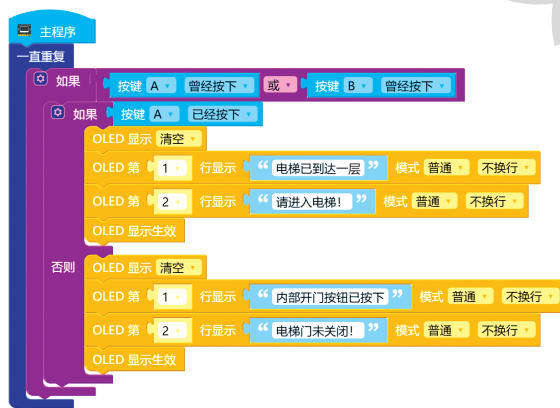 主程序
一直重复
如果 按键 A 曾经按下 或 按键 B 曾经按下
如果 按键 A 已经按下
OLED 显示 清空
OLED 第 1 行显示 “ 电梯已到达一层 ” 模式 普通 不换行
OLED 第 2 行显示 “ 请进入电梯！ ” 模式 普通 不换行
OLED 显示生效
否则 OLED 显示 清空
OLED 第 1 行显示 “ 内部开门按钮已按下 ” 模式 普通 不换行
OLED 第 2 行显示 “ 电梯门未关闭！ ” 模式 普通 不换行
OLED 显示生效